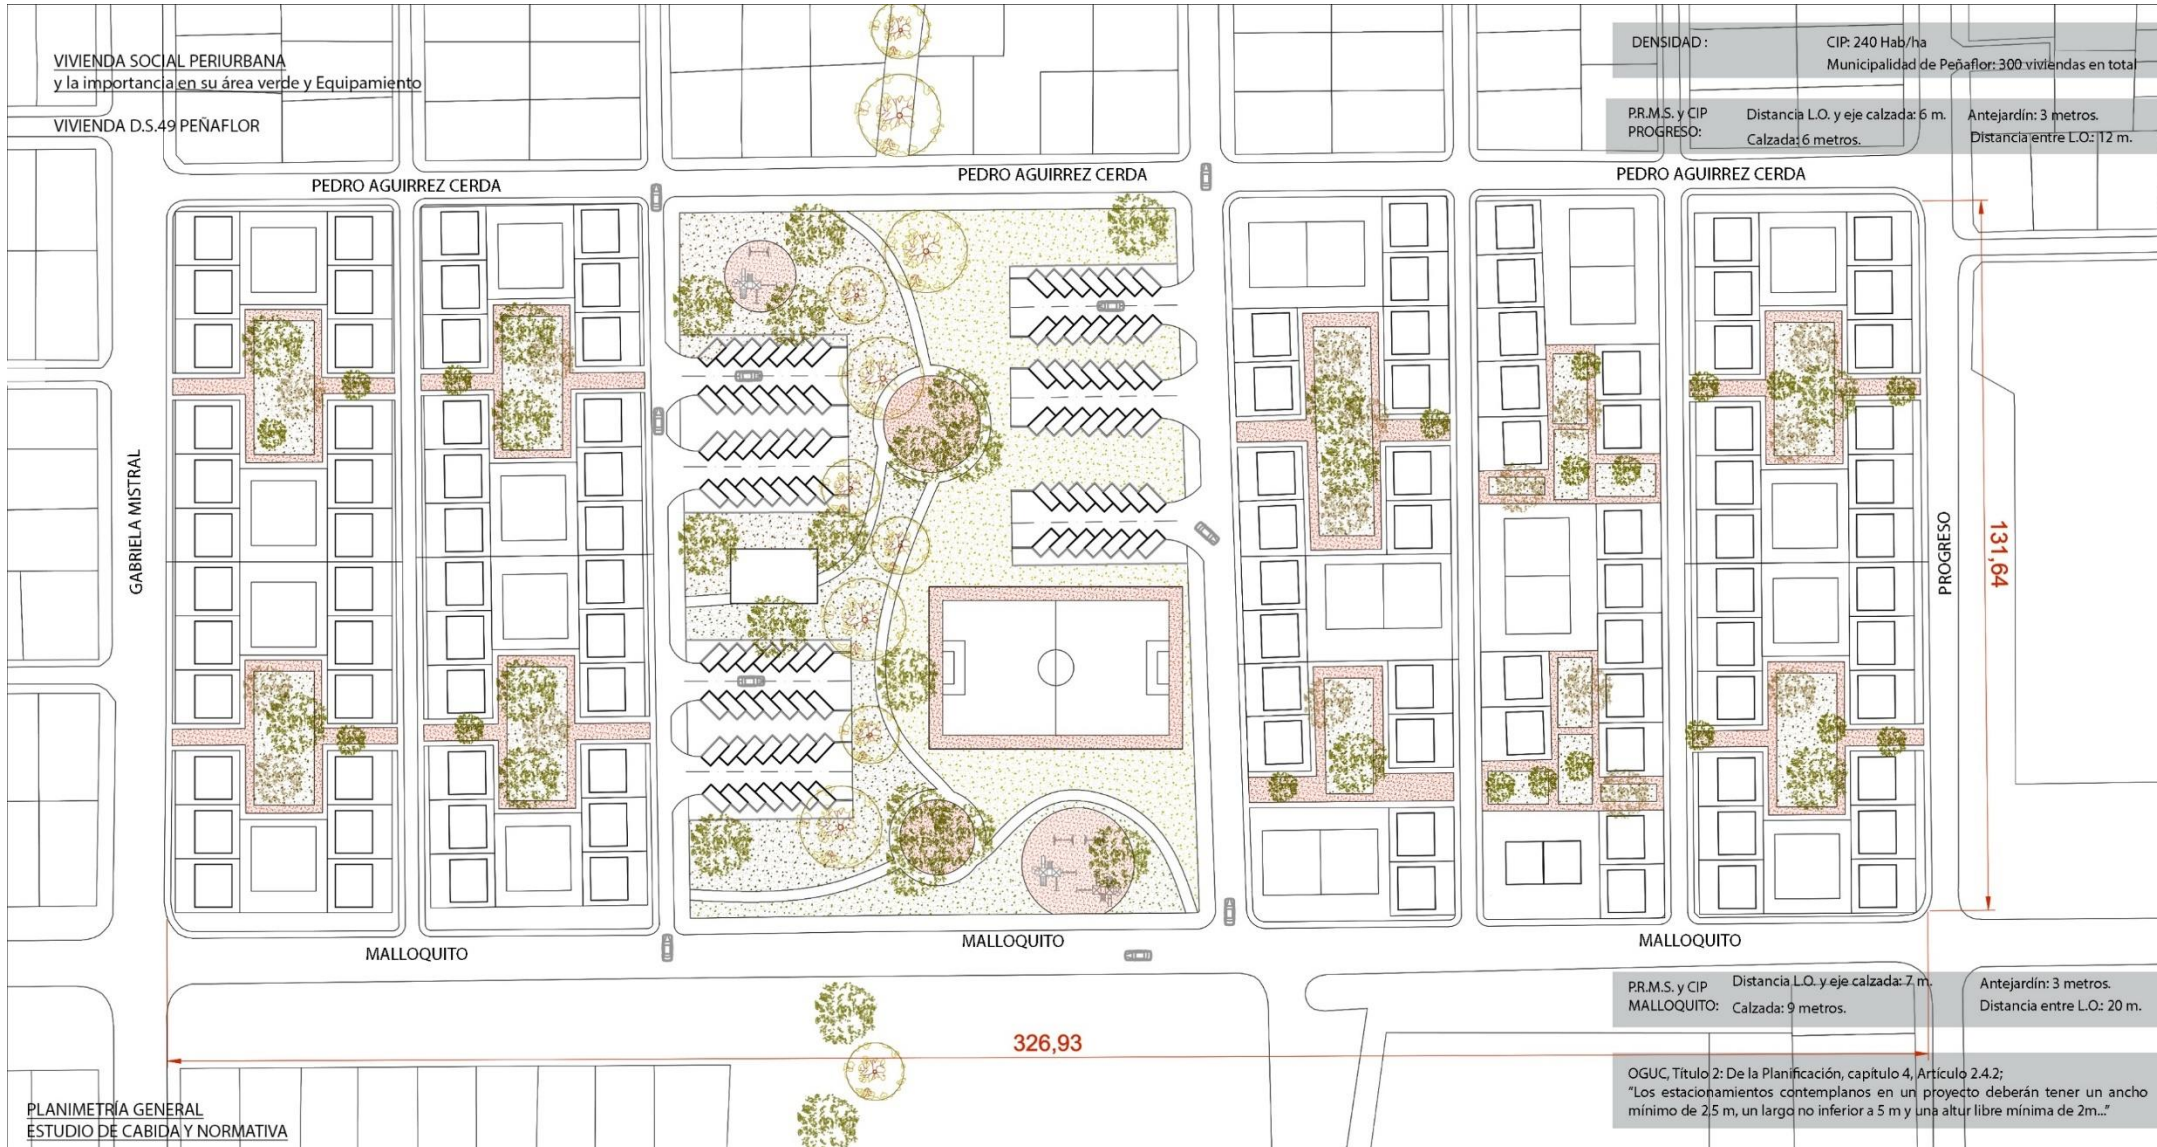 VIVIENDA SOCIAL PERIURBANA
y la importancia en su área verde y Equipamiento
VIVIENDA D.S.49 PEÑAFLOR
DENSIDAD: CIP: 240 Hab/ha
Municipalidad de Peñaflor: 300 viviendas en total
P.R.M.S. y CIP Distancia L.O. y eje calzada: 6 m. Antejardín: 3 metros.
PROGRESO: Calzada: 6 metros. Distancia entre L.O.: 12 m.
PEDRO AGUIRREZ CERDA
PEDRO AGUIRREZ CERDA
PEDRO AGUIRREZ CERDA
GABRIELA MISTRAL
PROGRESO
131,64
MALLOQUITO
MALLOQUITO
MALLOQUITO
P.R.M.S. y CIP Distancia L.O. y eje calzada: 7 m. Antejardín: 3 metros.
MALLOQUITO: Calzada: 9 metros. Distancia entre L.O.: 20 m.
326,93
OGUC, Título 2: De la Planificación, capítulo 4, Artículo 2.4.2;
"Los estacionamientos contemplanos en un proyecto deberán tener un ancho
mínimo de 2,5 m, un largo no inferior a 5 m y una altur libre mínima de 2m..."
PLANIMETRÍA GENERAL
ESTUDIO DE CABIDA Y NORMATIVA